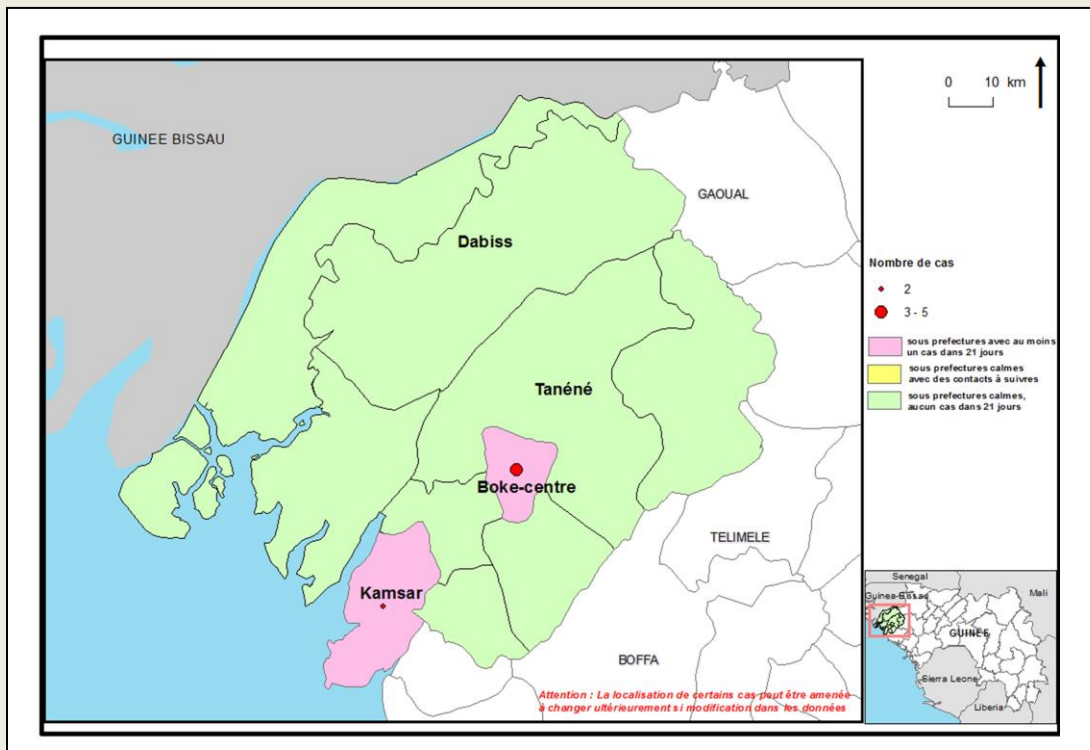 GUINEE BISSAU
0 10 km
GAOUAL
Dabiss
Nombre de cas
2
3 - 5
sous prefectures avec au moins
un cas dans 21 jours
sous prefectures calmes
avec des contacts à suivres
sous prefectures calmes,
aucun cas dans 21 jours
Tanéné
Boke-centre
TELIMELE
Kamsar
BOFFA
Attention : La localisation de certains cas peut être amenée
à changer ultérieurement si modification dans les données
Senegal
Guinea-Bissau
Mali
GUINEE
Sierra Leone
Liberia